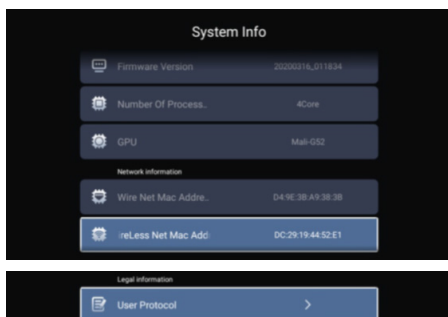 System Info
Firmware Version 20200316_011834
Number Of Process.. 4Core
GPU Mali-G52
Network information
Wire Net Mac Addre.. D4:9E:3B:A9:38:3B
reLess Net Mac Add DC:29:19:44:52:E1
Legal information
User Protocol >